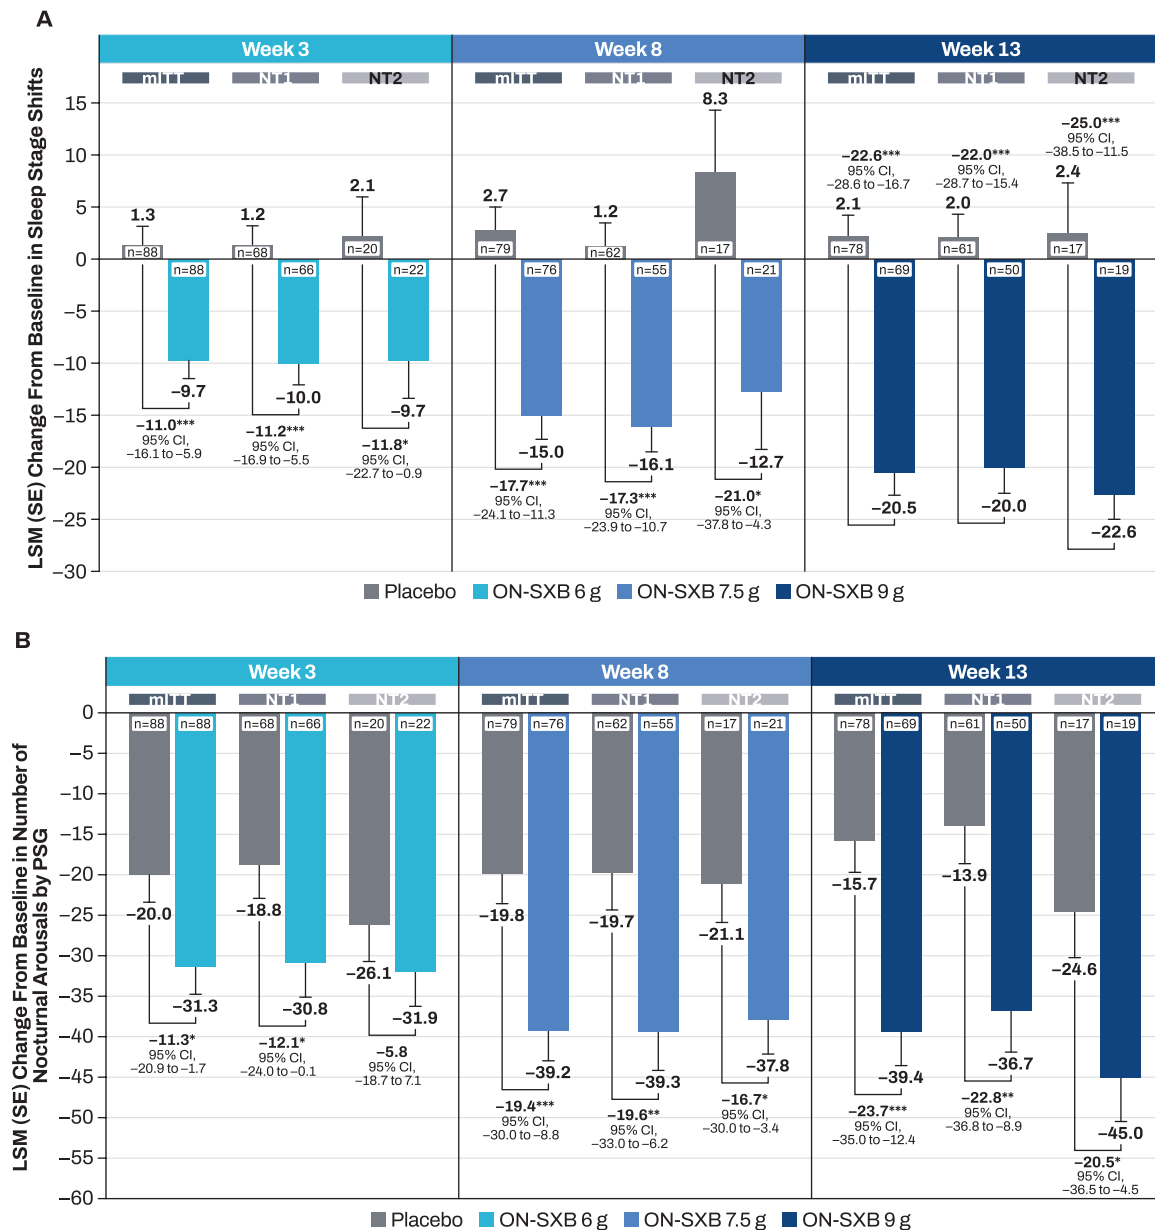 A
Week 3
Week 8
Week 13
mITT
NT1
NT2
mITT
NT1
NT2
mITT
NT1
NT2
LSM (SE) Change From Baseline in Sleep Stage Shifts
15
10
5
0
−5
−10
−15
−20
−25
−30
1.3
n=88
n=88
−9.7
−11.0***
95% CI,
−16.1 to −5.9
1.2
n=68
n=66
−10.0
−11.2***
95% CI,
−16.9 to −5.5
2.1
n=20
n=22
−9.7
−11.8*
95% CI,
−22.7 to −0.9
2.7
n=79
n=76
−15.0
−17.7***
95% CI,
−24.1 to −11.3
1.2
n=62
n=55
−16.1
−17.3***
95% CI,
−23.9 to −10.7
8.3
n=17
n=21
−12.7
−21.0*
95% CI,
−37.8 to −4.3
−22.6***
95% CI,
−28.6 to −16.7
2.1
n=78
n=69
−20.5
−22.0***
95% CI,
−28.7 to −15.4
2.0
n=61
n=50
−20.0
−25.0***
95% CI,
−38.5 to −11.5
2.4
n=17
n=19
−22.6
Placebo
ON-SXB 6 g
ON-SXB 7.5 g
ON-SXB 9 g
B
Week 3
Week 8
Week 13
mITT
NT1
NT2
mITT
NT1
NT2
mITT
NT1
NT2
LSM (SE) Change From Baseline in Number of
Nocturnal Arousals by PSG
0
−5
−10
−15
−20
−25
−30
−35
−40
−45
−50
−55
−60
n=88
n=88
−20.0
−31.3
−11.3*
95% CI,
−20.9 to −1.7
n=68
n=66
−18.8
−30.8
−12.1*
95% CI,
−24.0 to −0.1
n=20
n=22
−26.1
−31.9
−5.8
95% CI,
−18.7 to 7.1
n=79
n=76
−19.8
−39.2
−19.4***
95% CI,
−30.0 to −8.8
n=62
n=55
−19.7
−39.3
−19.6**
95% CI,
−33.0 to −6.2
n=17
n=21
−21.1
−37.8
−16.7*
95% CI,
−30.0 to −3.4
n=78
n=69
−15.7
−39.4
−23.7***
95% CI,
−35.0 to −12.4
n=61
n=50
−13.9
−36.7
−22.8**
95% CI,
−36.8 to −8.9
n=17
n=19
−24.6
−45.0
−20.5*
95% CI,
−36.5 to −4.5
Placebo
ON-SXB 6 g
ON-SXB 7.5 g
ON-SXB 9 g